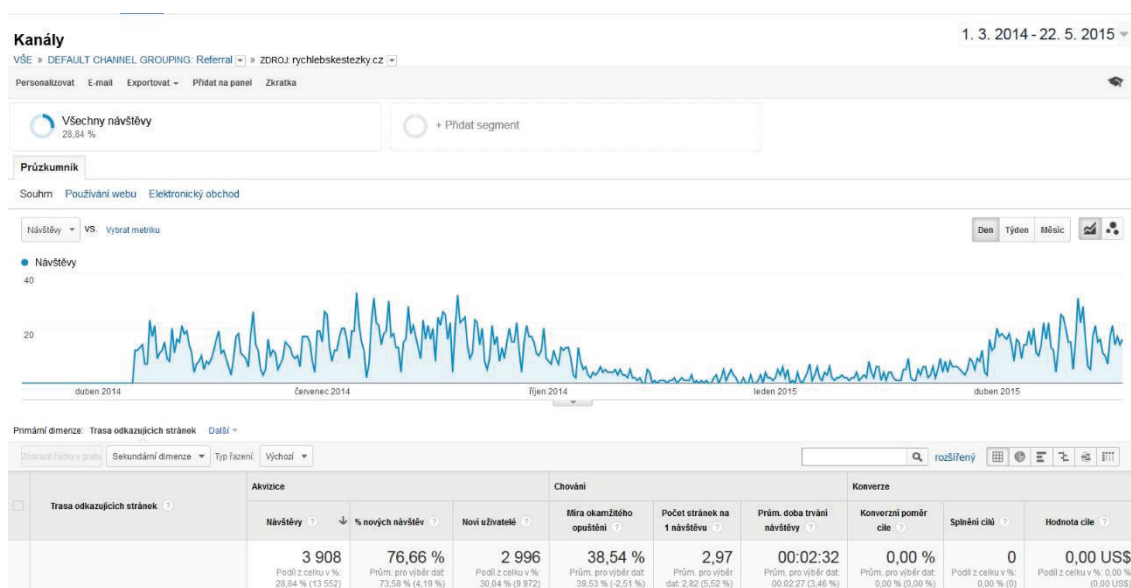 Kanály
1. 3. 2014 - 22. 5. 2015
VŠE » DEFAULT CHANNEL GROUPING: Referral » ZDROJ: rychlebskestezky.cz
Personalizovat E-mail Exportovat Přidat na panel Zkratka
Všechny návštěvy
28,84 %
+ Přidat segment
Průzkumník
Souhrn Používání webu Elektronický obchod
Návštěvy VS. Vybrat metriku
Den Týden Měsíc
Návštěvy
40
20
duben 2014 červenec 2014 říjen 2014 leden 2015 duben 2015
Primární dimenze: Trasa odkazujících stránek Další
Zobrazit řádky v grafu Sekundární dimenze Typ řazení: Výchozí rozšířený
Akvizice Chování Konverze
Trasa odkazujících stránek ?
Návštěvy ? % nových návštěv ? Noví uživatelé ? Míra okamžitého opuštění ? Počet stránek na 1 návštěvu ? Prům. doba trvání návštěvy ? Konverzní poměr cíle ? Splnění cílů ? Hodnota cíle ?
3 908 76,66 % 2 996 38,54 % 2,97 00:02:32 0,00 % 0 0,00 US$
Podíl z celku v %: Prům. pro výběr dat: Podíl z celku v %: Prům. pro výběr dat: Prům. pro výběr Prům. pro výběr dat: Prům. pro výběr dat: Podíl z celku v %: Podíl z celku v %: 0,00 %
28,84 % (13 552) 73,58 % (4,19 %) 30,04 % (9 972) 39,53 % (-2,51 %) dat: 2,82 (5,52 %) 00:02:27 (3,46 %) 0,00 % (0,00 %) 0,00 % (0) (0,00 US$)